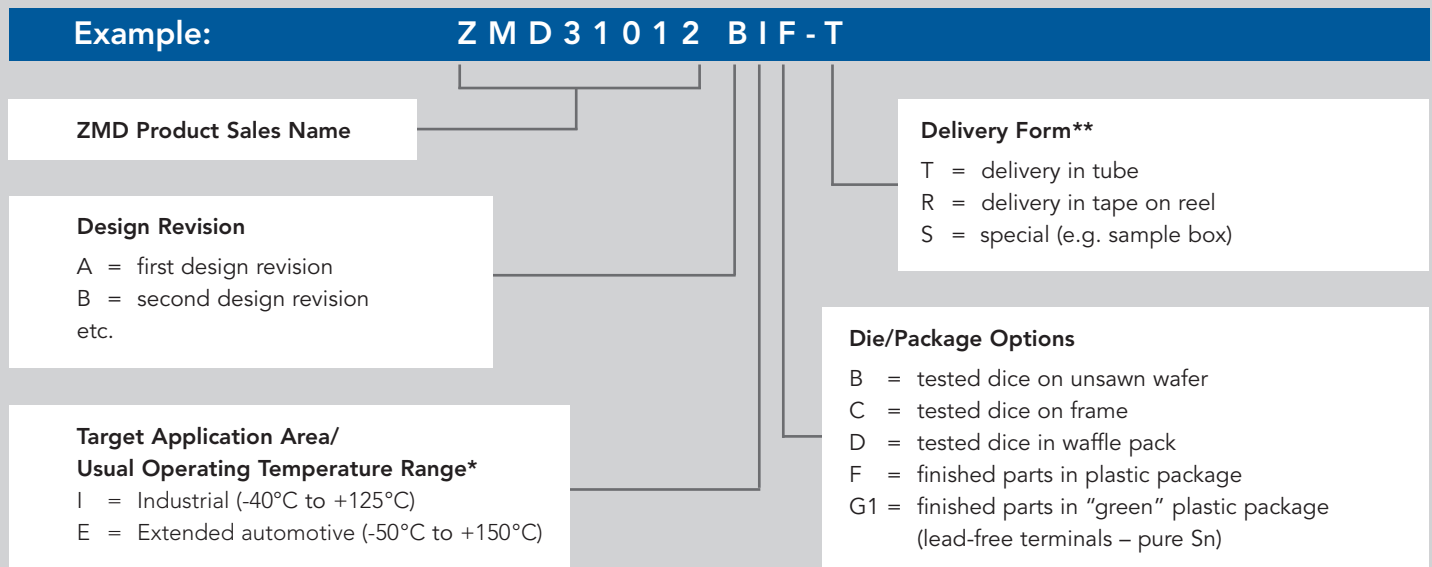 Example: ZMD31012 BIF-T
ZMD Product Sales Name
Design Revision
A = first design revision
B = second design revision
etc.
Target Application Area/
Usual Operating Temperature Range*
I = Industrial (-40°C to +125°C)
E = Extended automotive (-50°C to +150°C)
Delivery Form**
T = delivery in tube
R = delivery in tape on reel
S = special (e.g. sample box)
Die/Package Options
B = tested dice on unsawn wafer
C = tested dice on frame
D = tested dice in waffle pack
F = finished parts in plastic package
G1 = finished parts in “green” plastic package
(lead-free terminals – pure Sn)